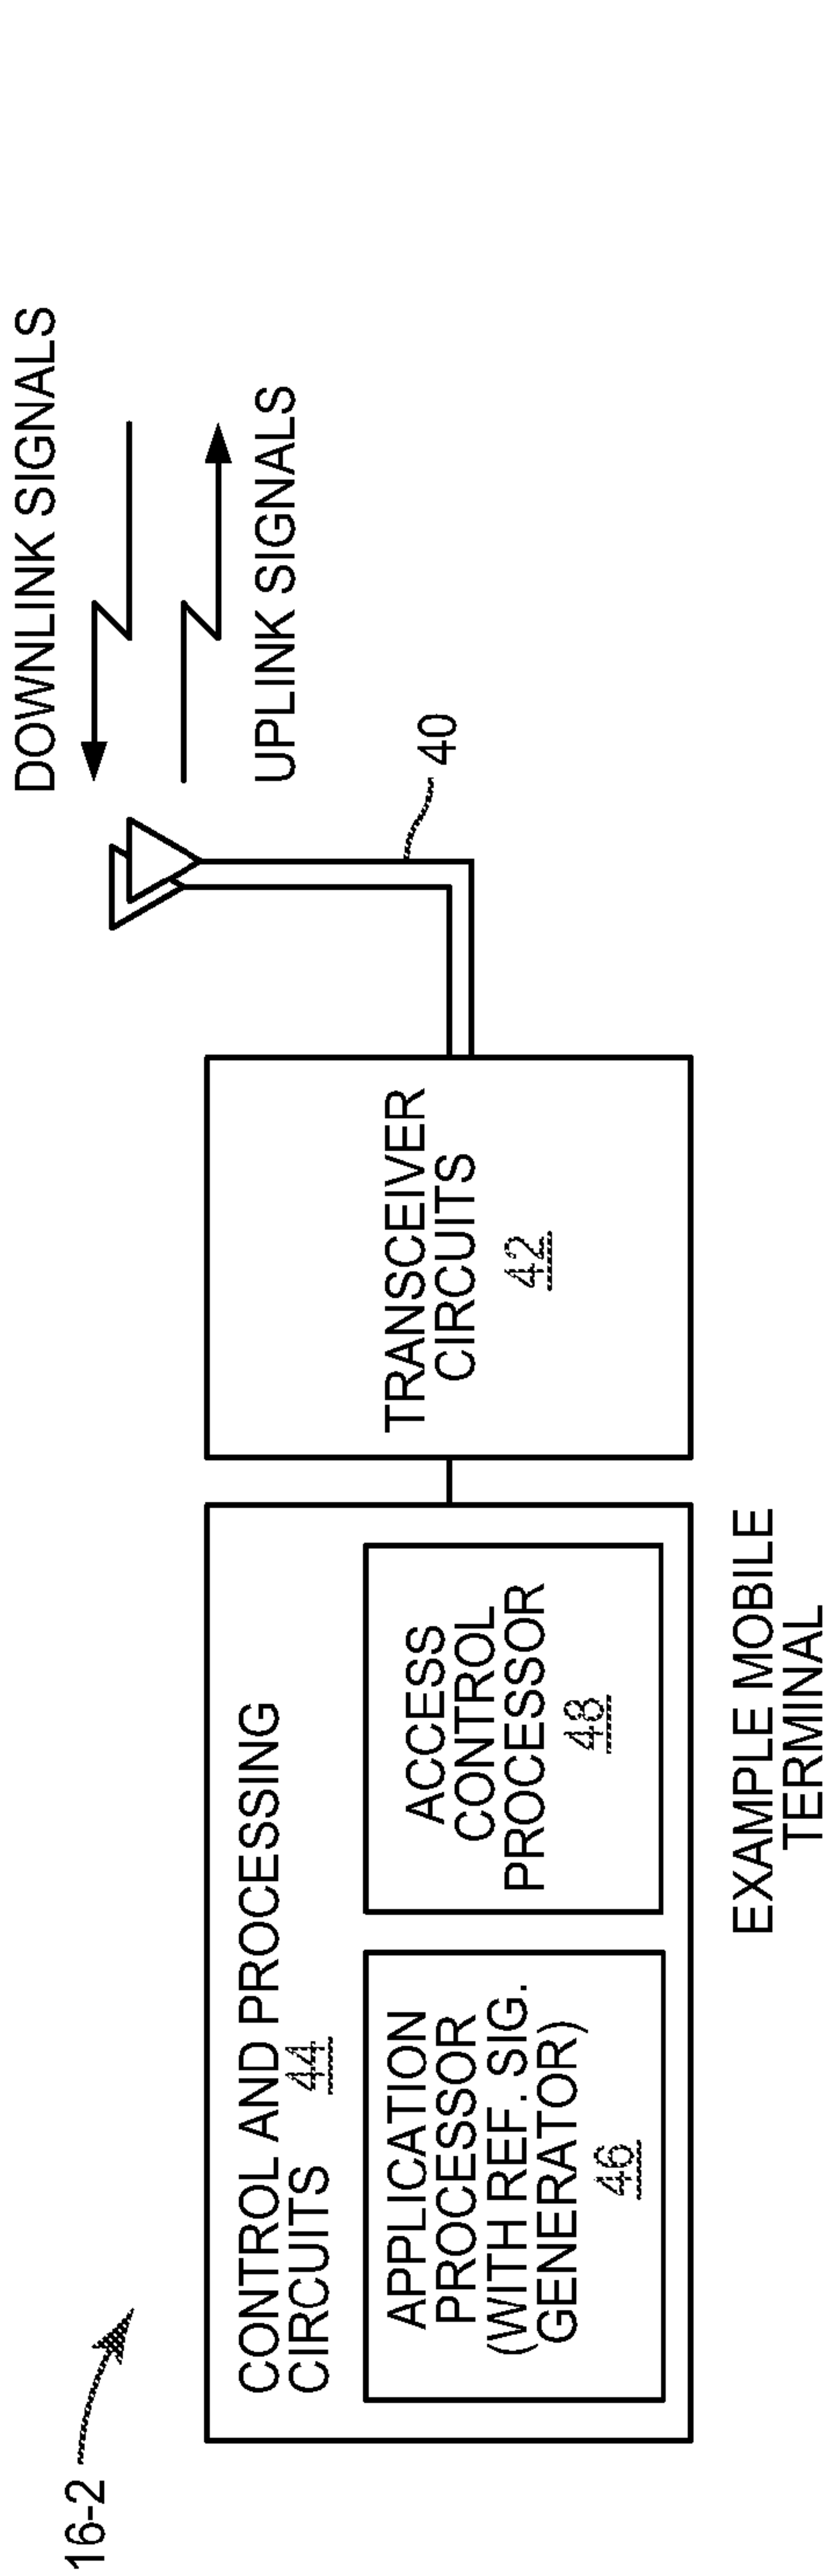 16-2
CONTROL AND PROCESSING
CIRCUITS 44
APPLICATION
PROCESSOR
(WITH REF. SIG.
GENERATOR)
46
ACCESS
CONTROL
PROCESSOR
48
TRANSCEIVER
CIRCUITS
42
40
DOWNLINK SIGNALS
UPLINK SIGNALS
EXAMPLE MOBILE
TERMINAL